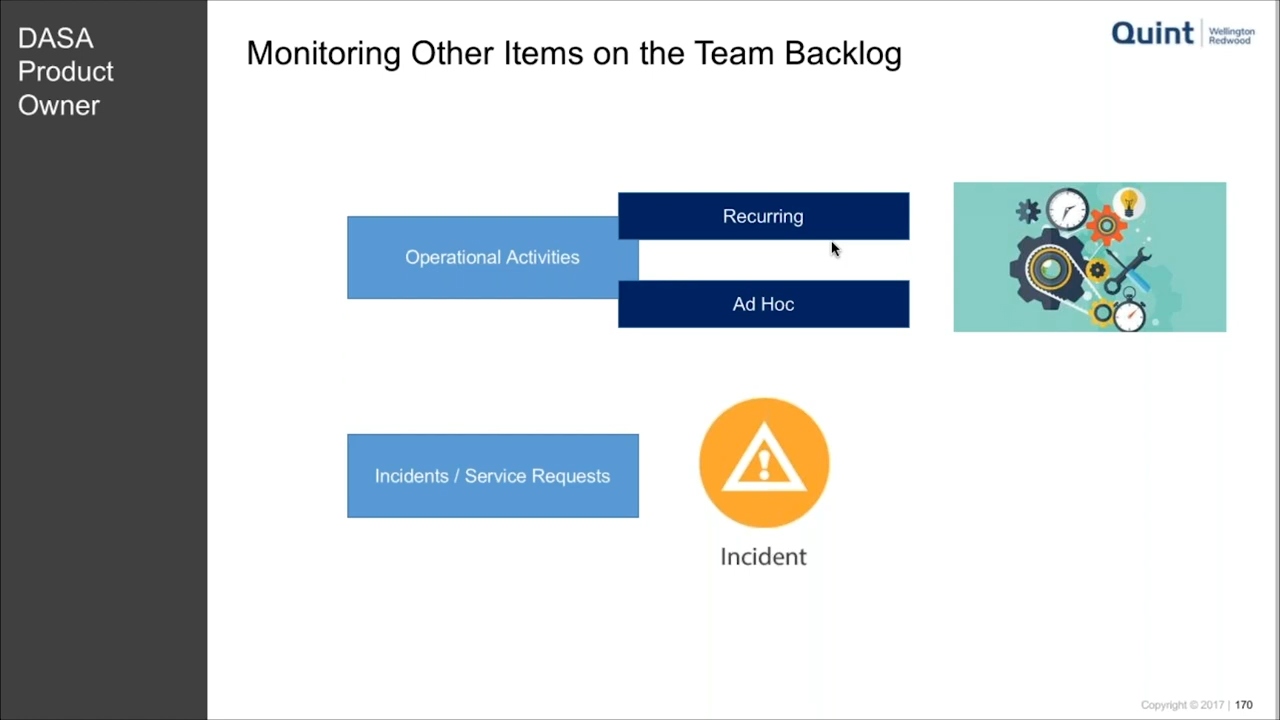 DASA
Product
Owner
Monitoring Other Items on the Team Backlog
Quint
Wellington
Redwood
Recurring
Operational Activities
Ad Hoc
Incidents / Service Requests
Incident
Copyright © 2017 | 170